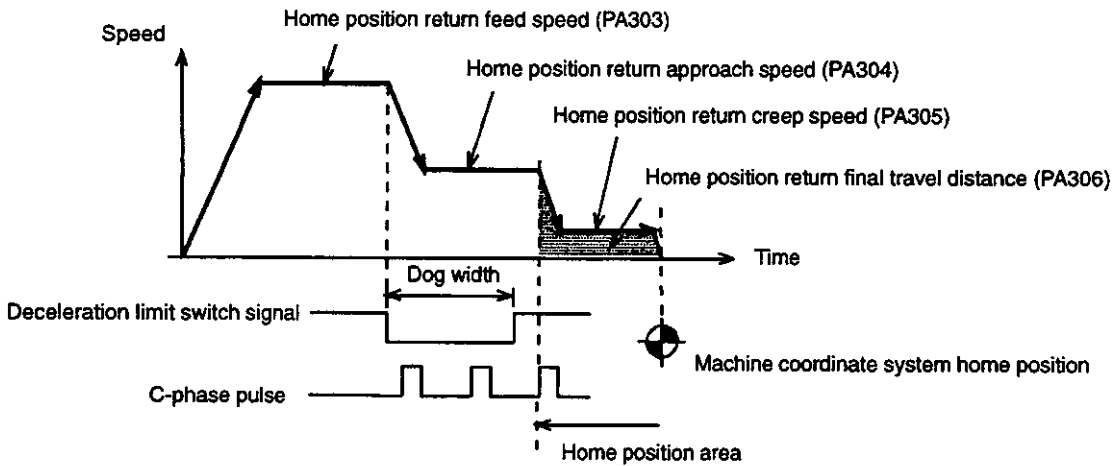 Home position return feed speed (PA303)
Speed
Home position return approach speed (PA304)
Home position return creep speed (PA305)
Home position return final travel distance (PA306)
Time
Dog width
Deceleration limit switch signal
Machine coordinate system home position
C-phase pulse
Home position area